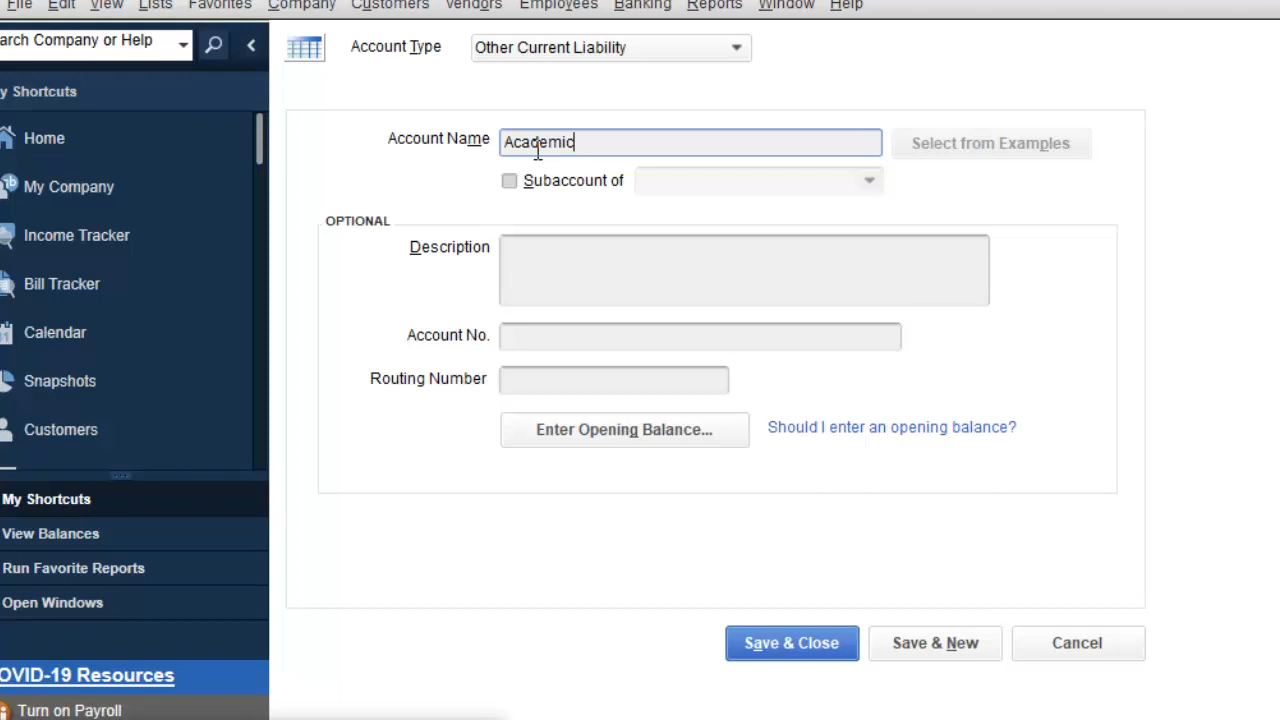 File Edit View Lists Favorites Company Customers Vendors Employees Banking Reports Window Help
arch Company or Help
Account Type Other Current Liability
y Shortcuts
Account Name Academic Select from Examples
Home
Subaccount of
My Company
OPTIONAL
Income Tracker
Description
Bill Tracker
Calendar
Account No.
Snapshots
Routing Number
Customers
Enter Opening Balance... Should I enter an opening balance?
My Shortcuts
View Balances
Run Favorite Reports
Open Windows
Save & Close Save & New Cancel
OVID-19 Resources
Turn on Payroll